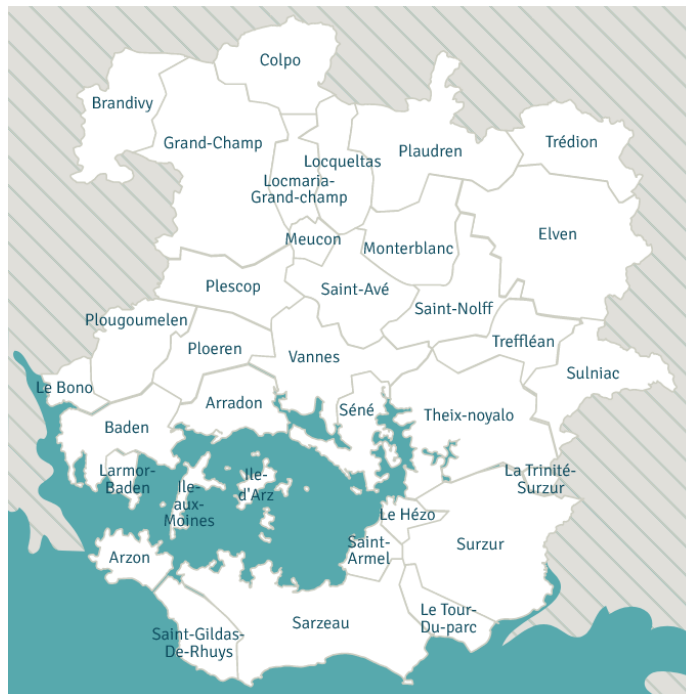 Colpo
Brandivy
Grand-Champ
Trédion
Plaudren
Locqueltas
Locmaria-
Grand-champ
Elven
Meucon
Monterblanc
Plescop
Saint-Avé
Saint-Nolff
Plougoumelen
Treffléan
Ploeren
Vannes
Sulniac
Le Bono
Arradon
Séné
Theix-noyalo
Baden
Larmor-
Baden
Ile-
aux-
Moines
Ile-
d'Arz
La Trinité-
Surzur
Le Hézo
Saint-
Armel
Surzur
Arzon
Le Tour-
Du-parc
Sarzeau
Saint-Gildas-
De-Rhuys